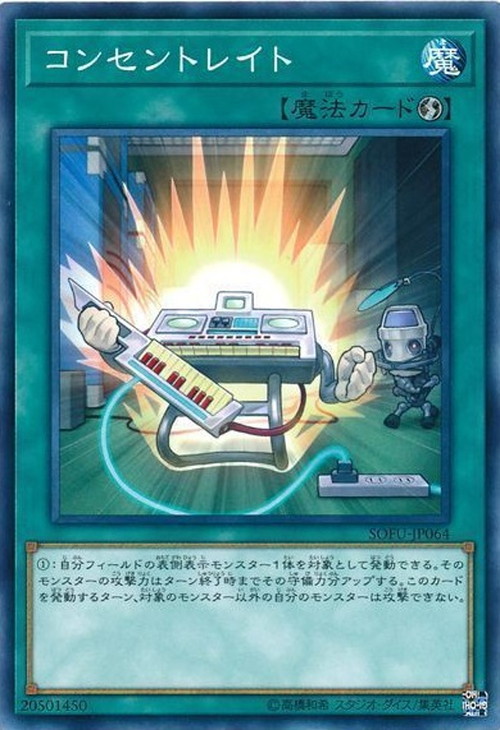 コンセントレイト
魔
【魔法カード】
SOFU-JP064
①:自分フィールドの表側表示モンスター1体を対象として発動できる。その
モンスターの攻撃力はターン終了時までその守備力分アップする。このカード
を発動するターン、対象のモンスター以外の自分のモンスターは攻撃できない。
20501450
©高橋和希 スタジオ・ダイス/集英社